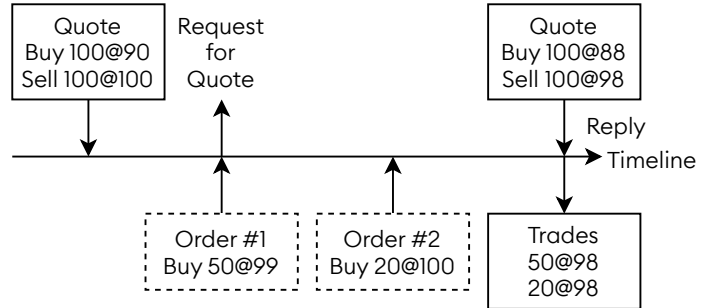 Quote
Buy 100@90
Sell 100@100
Request
for
Quote
Quote
Buy 100@88
Sell 100@98
Reply
Timeline
Order #1
Buy 50@99
Order #2
Buy 20@100
Trades
50@98
20@98